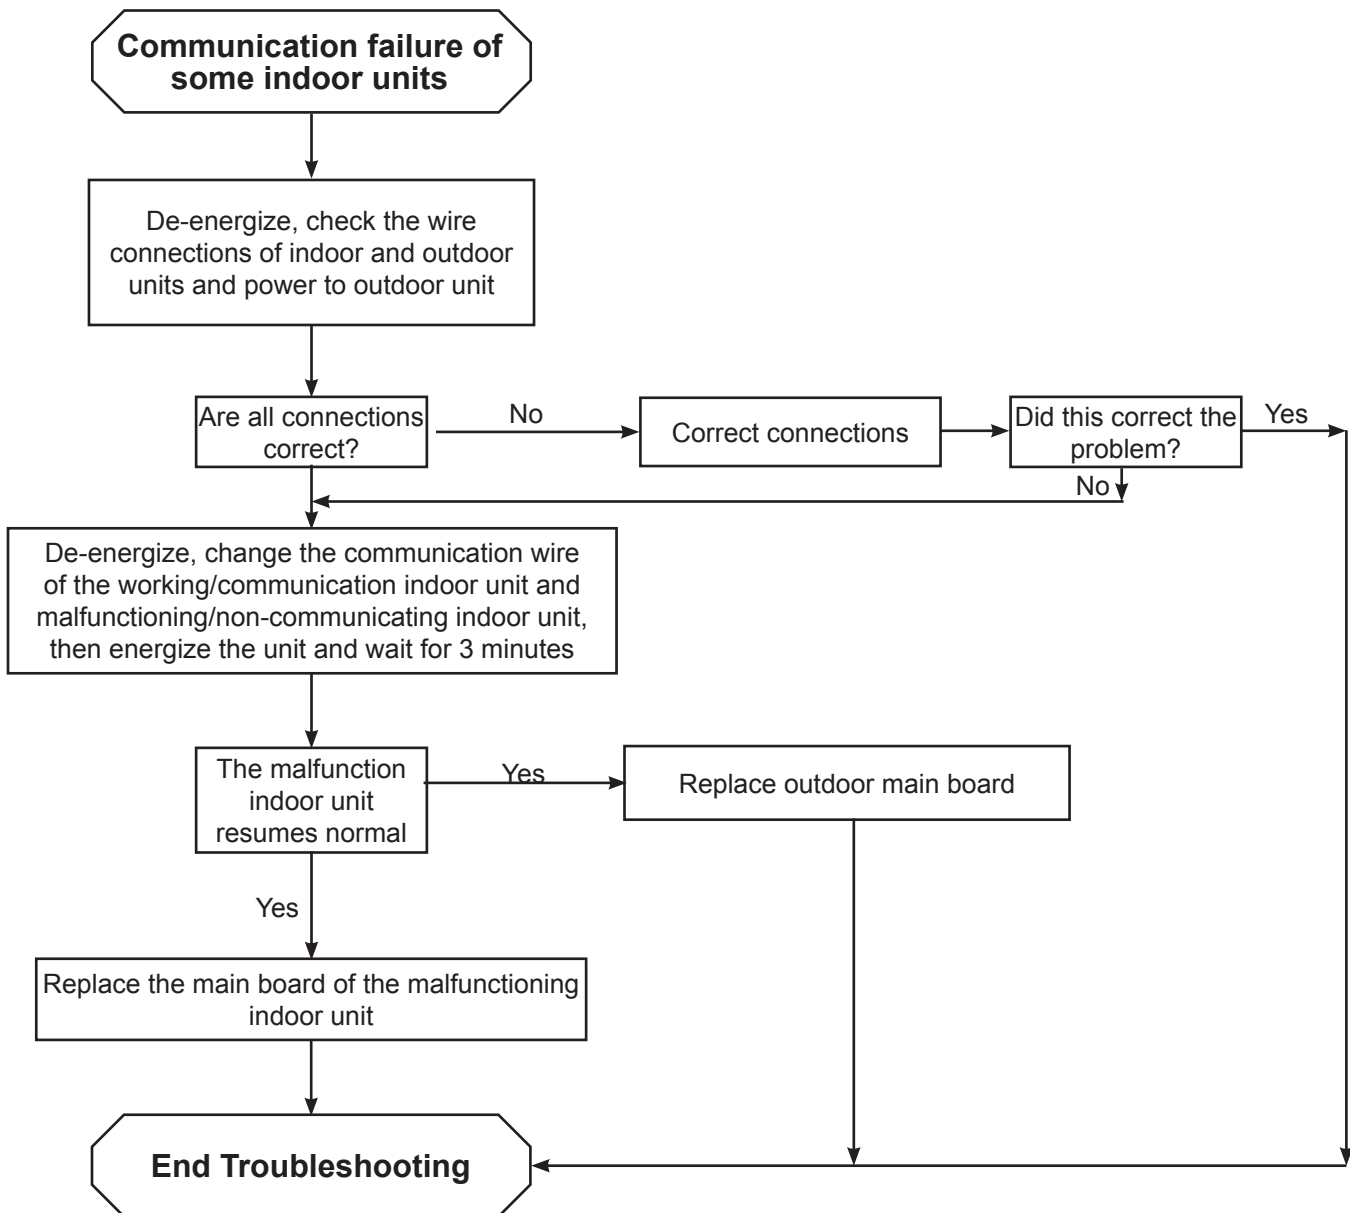 Communication failure of
some indoor units
De-energize, check the wire
connections of indoor and outdoor
units and power to outdoor unit
Are all connections
correct?
No
Correct connections
Did this correct the
problem?
Yes
No
De-energize, change the communication wire
of the working/communication indoor unit and
malfunctioning/non-communicating indoor unit,
then energize the unit and wait for 3 minutes
The malfunction
indoor unit
resumes normal
Yes
Replace outdoor main board
Yes
Replace the main board of the malfunctioning
indoor unit
End Troubleshooting